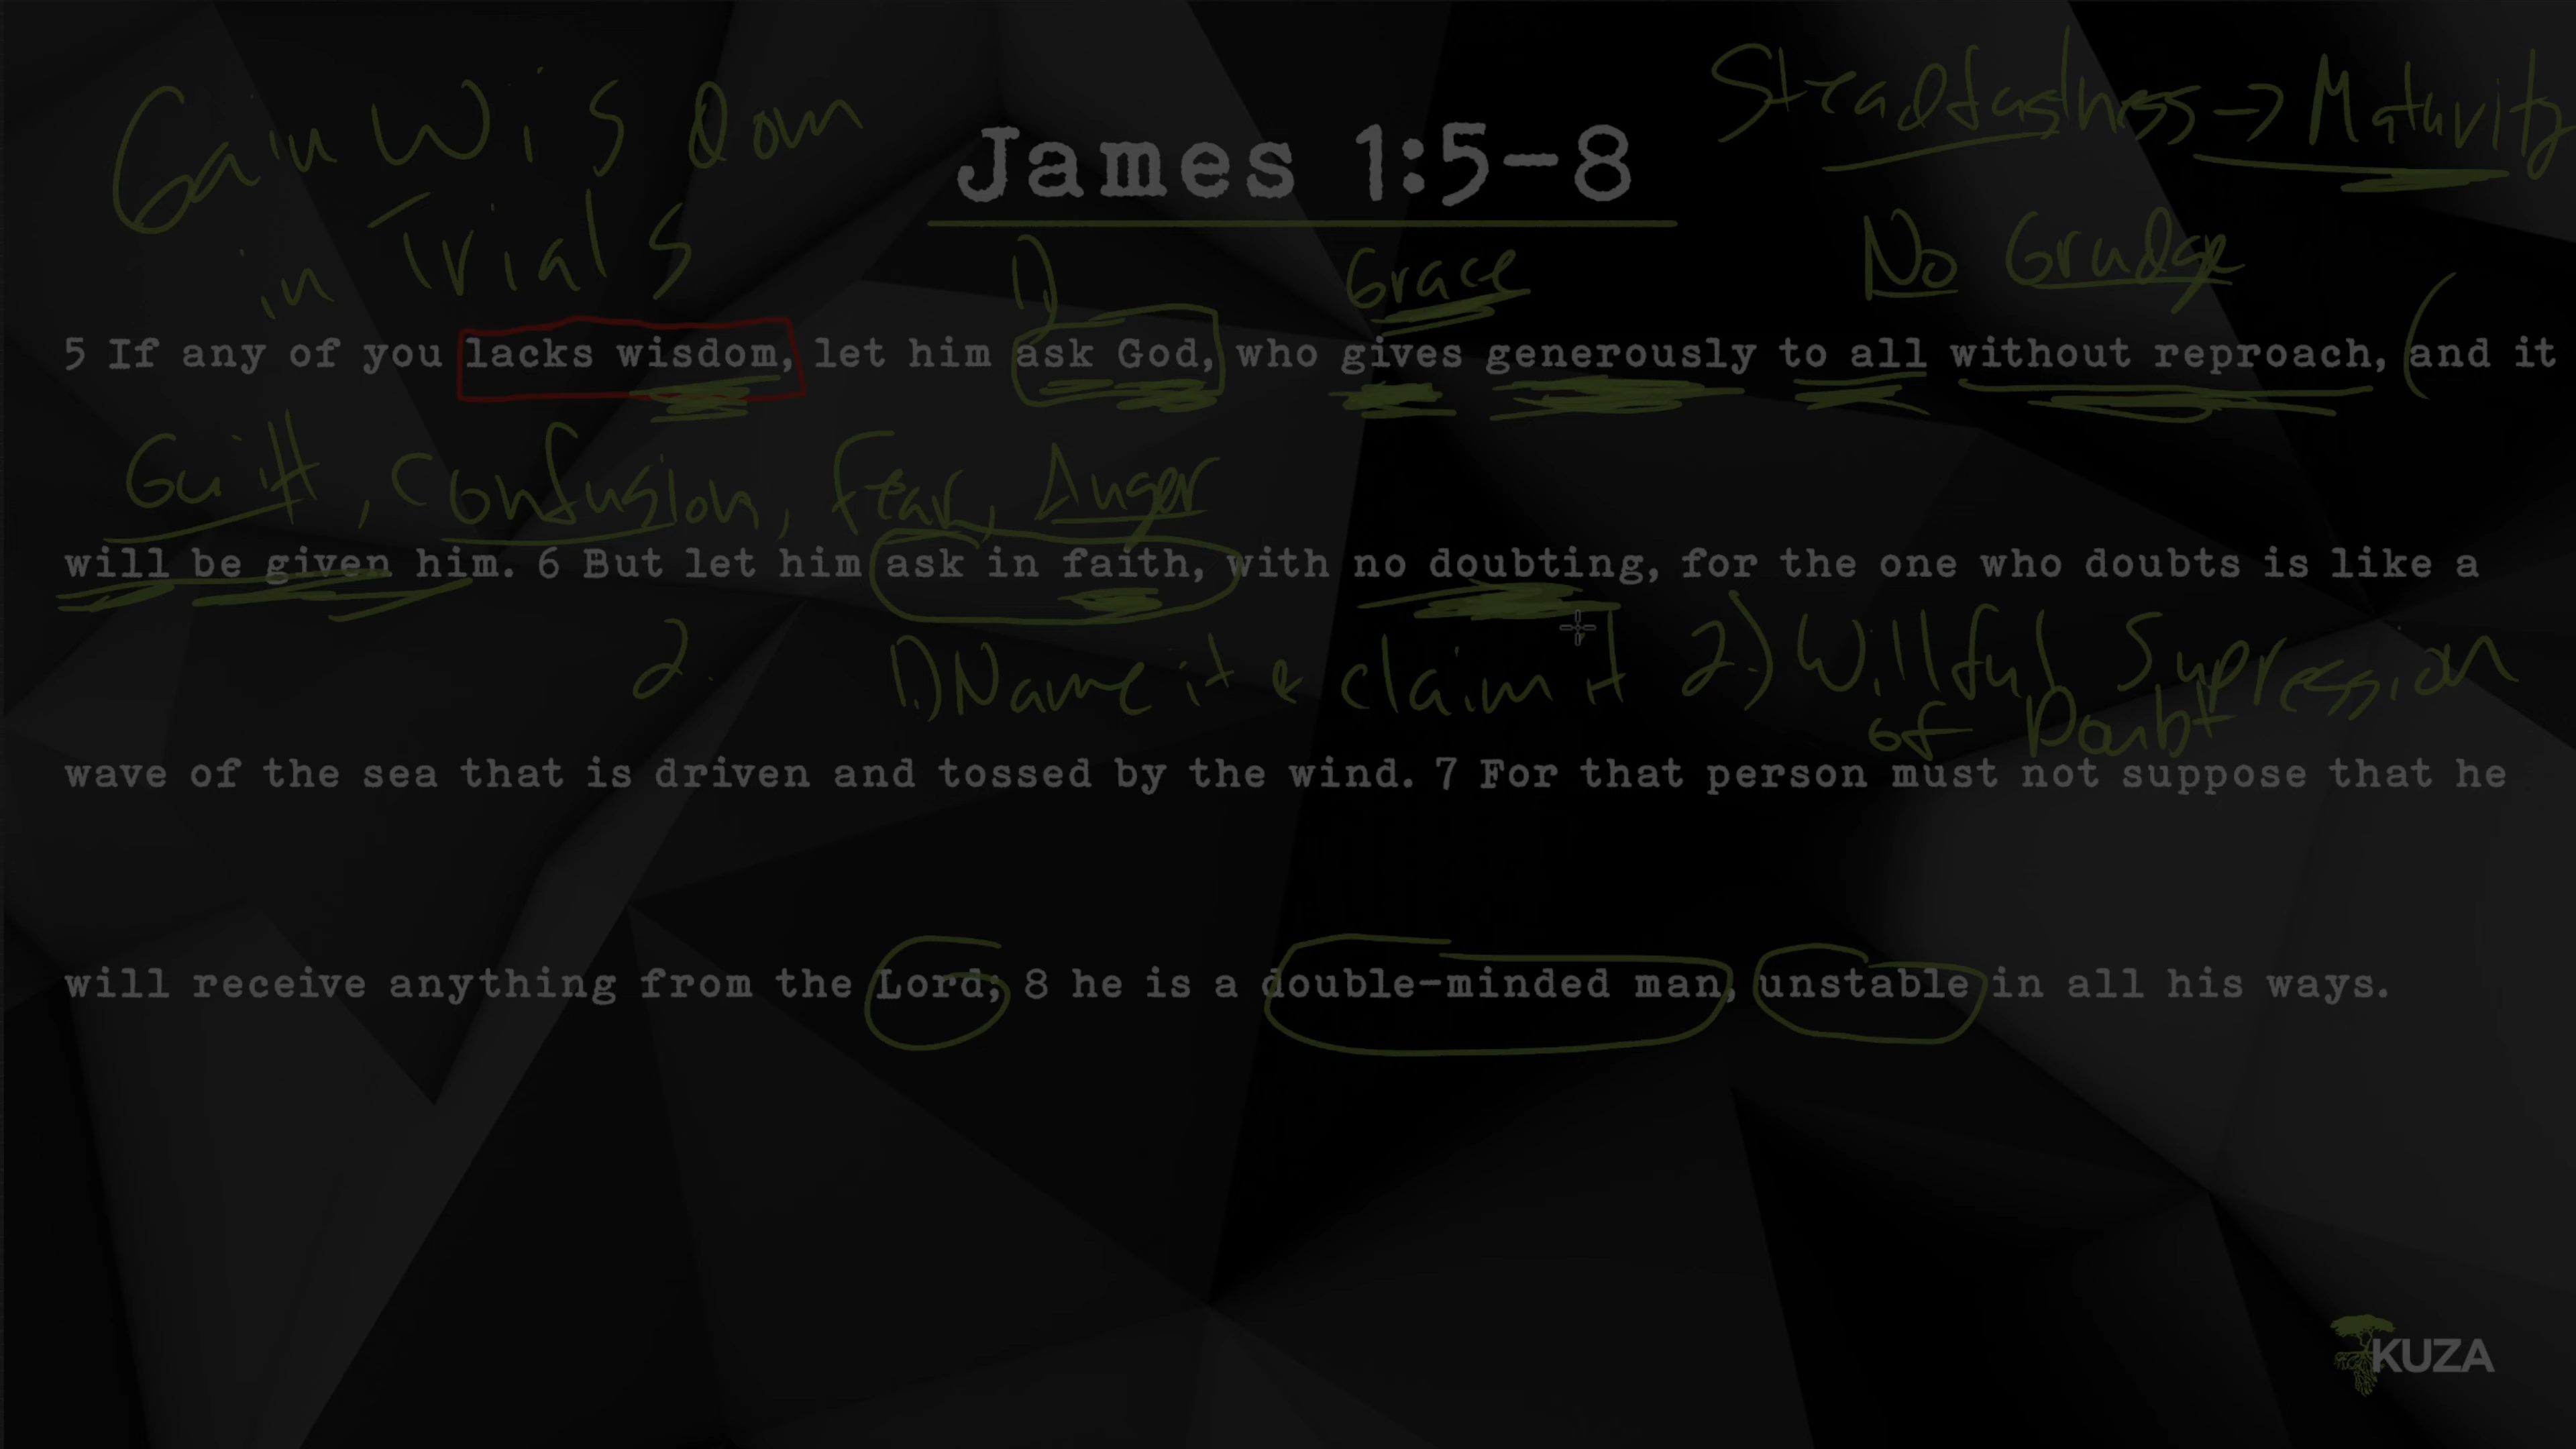 Gain Wisdom
Steadfastness -> Maturity
James 1:5-8
in Trials
1)
Grace
No Grudge
5 If any of you lacks wisdom, let him ask God, who gives generously to all without reproach, (and it
Guilt, Confusion, Fear, Anger
will be given him. 6 But let him ask in faith, with no doubting, for the one who doubts is like a
2.
1) Name it & claim it 2.) Willful Supression
of Doubt
wave of the sea that is driven and tossed by the wind. 7 For that person must not suppose that he
will receive anything from the Lord; 8 he is a double-minded man, unstable in all his ways.
KUZA